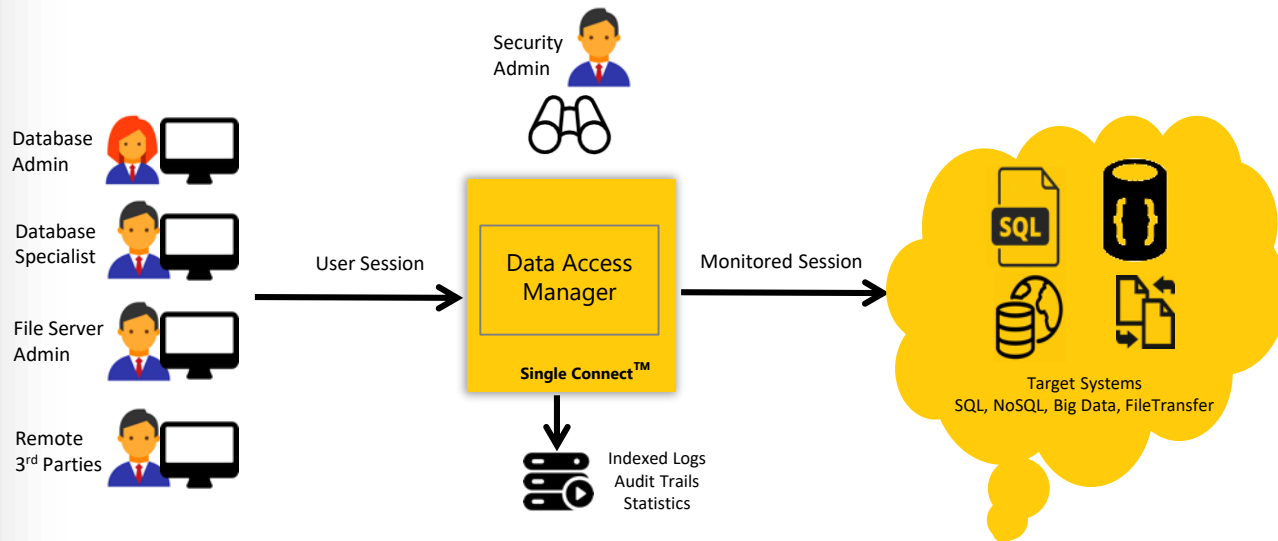 Security
Admin
Database
Admin
Database
Specialist
File Server
Admin
Remote
3rd Parties
User Session
Data Access
Manager
Single Connect™
Monitored Session
Indexed Logs
Audit Trails
Statistics
SQL
{ }
Target Systems
SQL, NoSQL, Big Data, FileTransfer